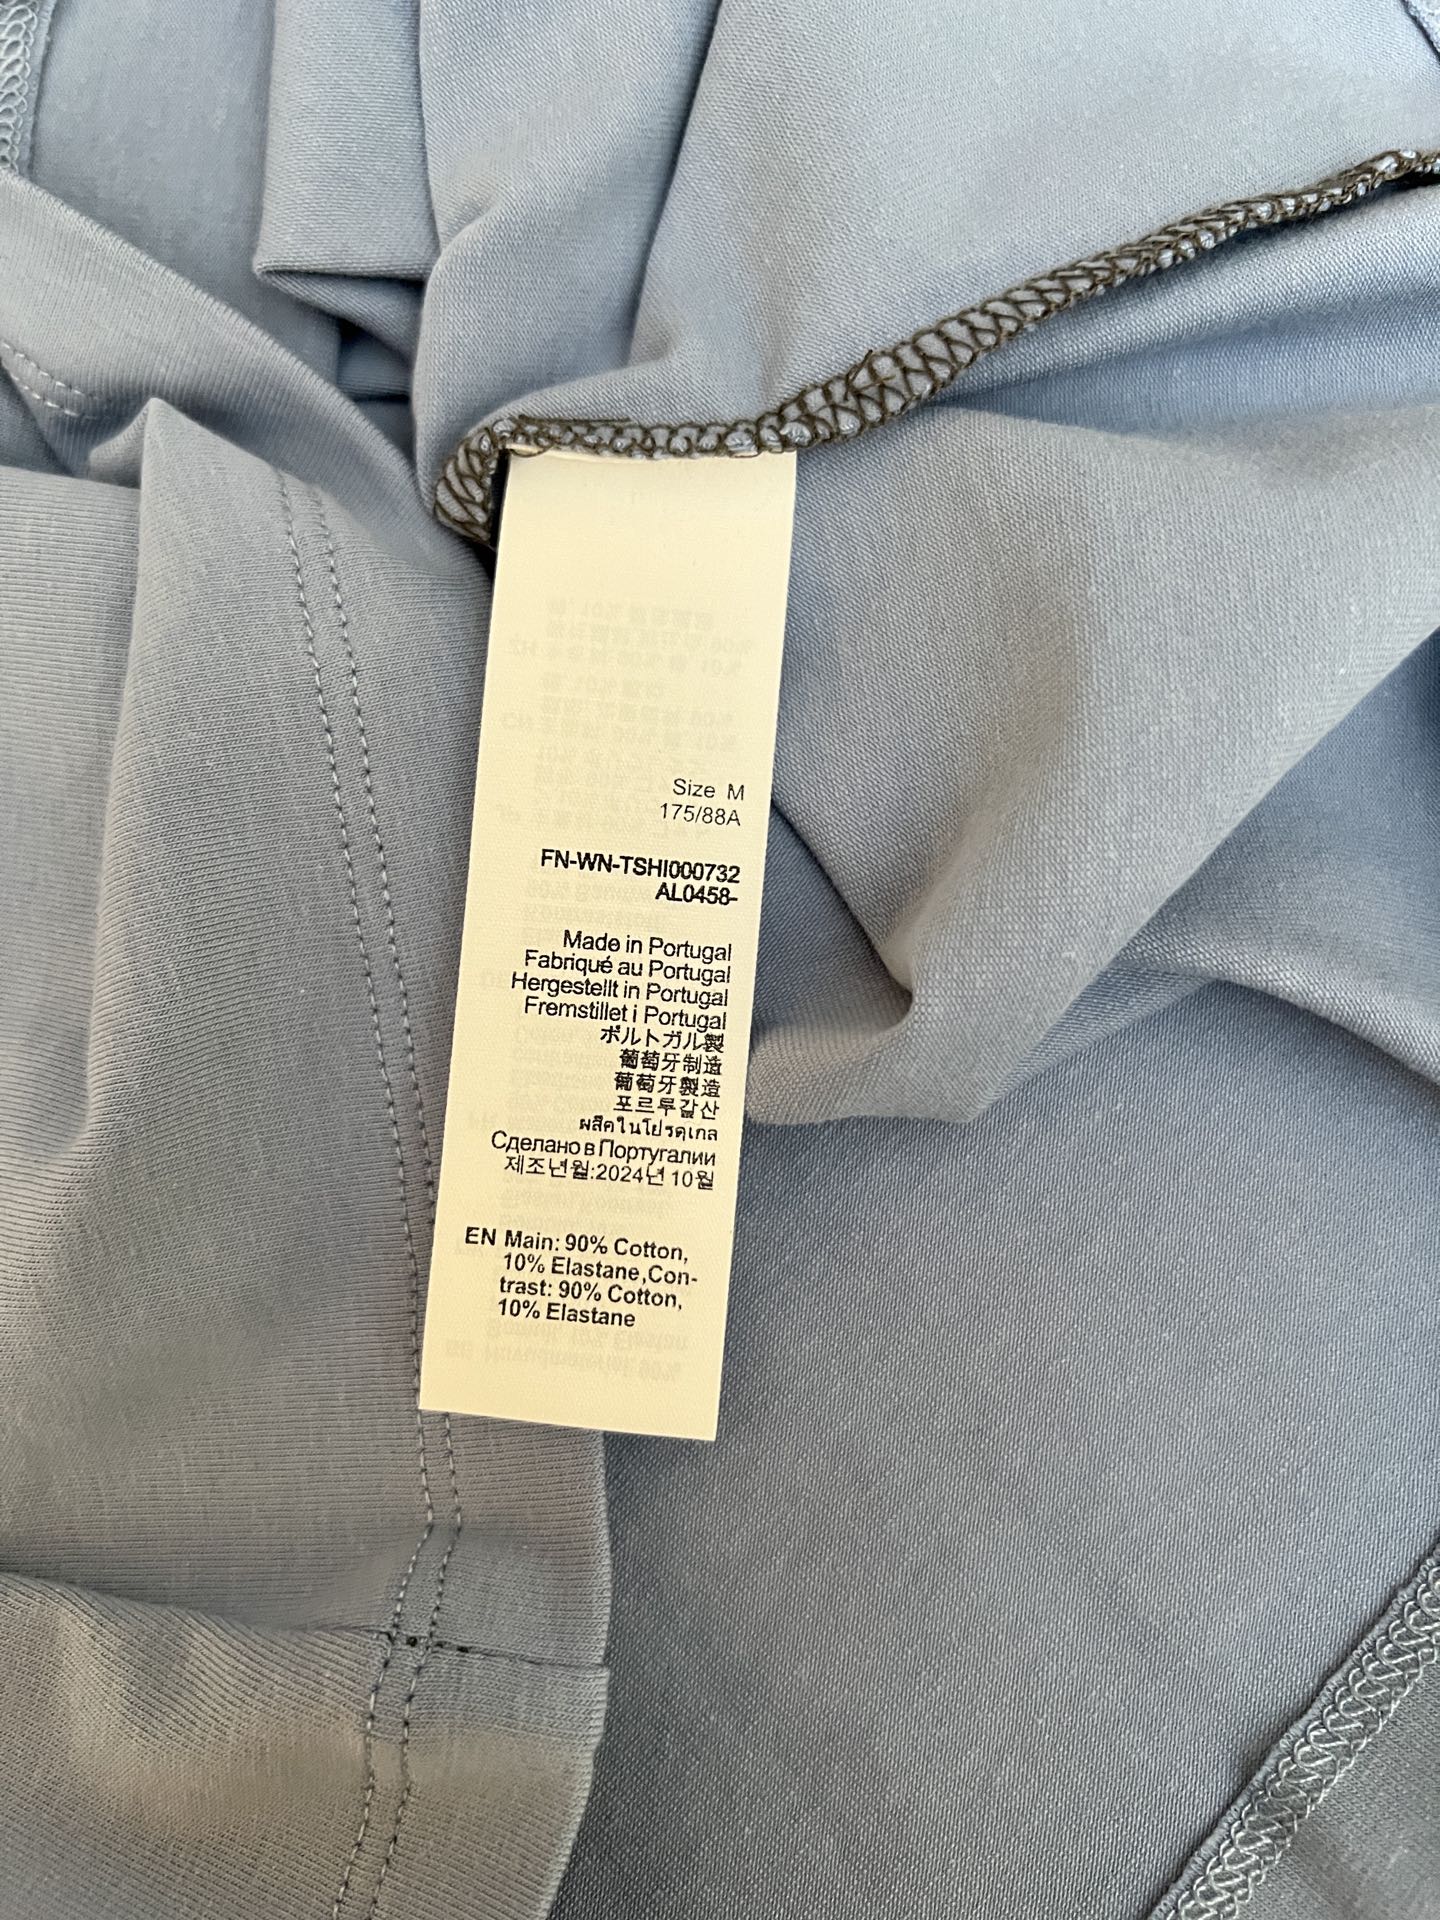 Size M
175/88A
FN-WN-TSHI000732
AL0458-
Made in Portugal
Fabriqué au Portugal
Hergestellt in Portugal
Fremstillet i Portugal
ポルトガル製
葡萄牙制造
葡萄牙製造
포르투갈산
ผลิตในโปรตุเกส
Сделано в Португалии
제조년월:2024년 10월
EN Main: 90% Cotton,
10% Elastane,Con-
trast: 90% Cotton,
10% Elastane